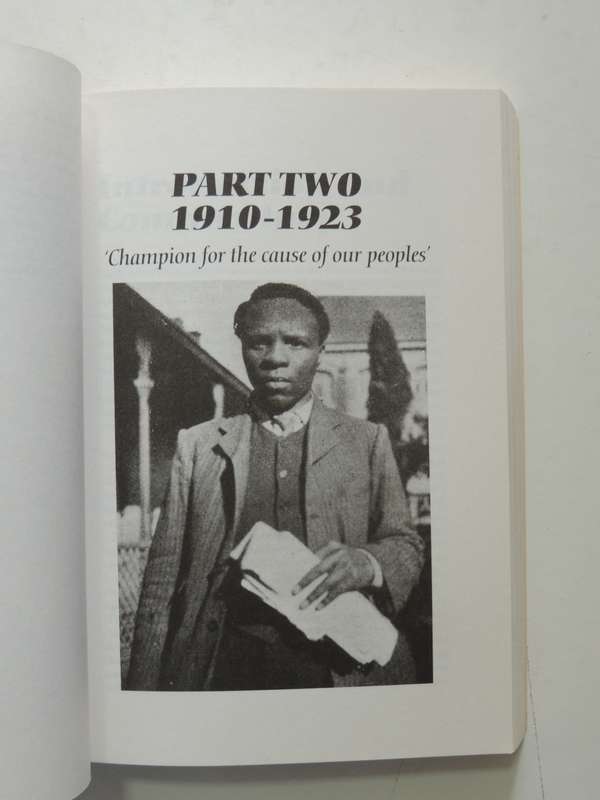 PART TWO
1910-1923
‘Champion for the cause of our peoples’